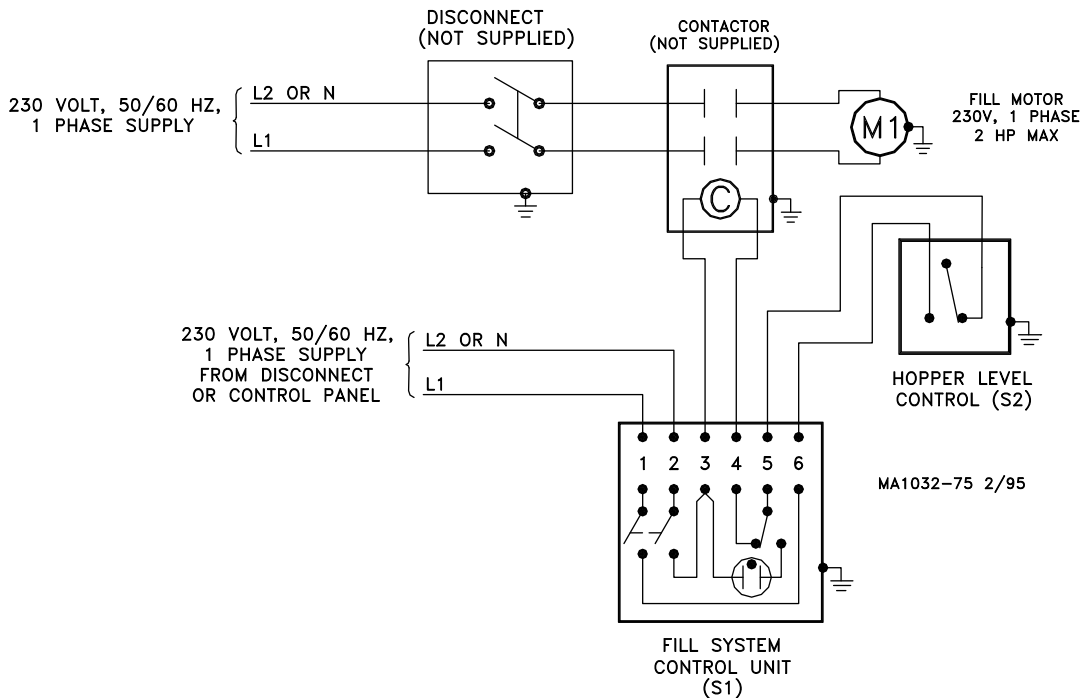 DISCONNECT
(NOT SUPPLIED)
CONTACTOR
(NOT SUPPLIED)
230 VOLT, 50/60 HZ,
1 PHASE SUPPLY
L2 OR N
L1
M1
FILL MOTOR
230V, 1 PHASE
2 HP MAX
C
230 VOLT, 50/60 HZ,
1 PHASE SUPPLY
FROM DISCONNECT
OR CONTROL PANEL
L2 OR N
L1
HOPPER LEVEL
CONTROL (S2)
1 2 3 4 5 6
MA1032-75 2/95
FILL SYSTEM
CONTROL UNIT
(S1)